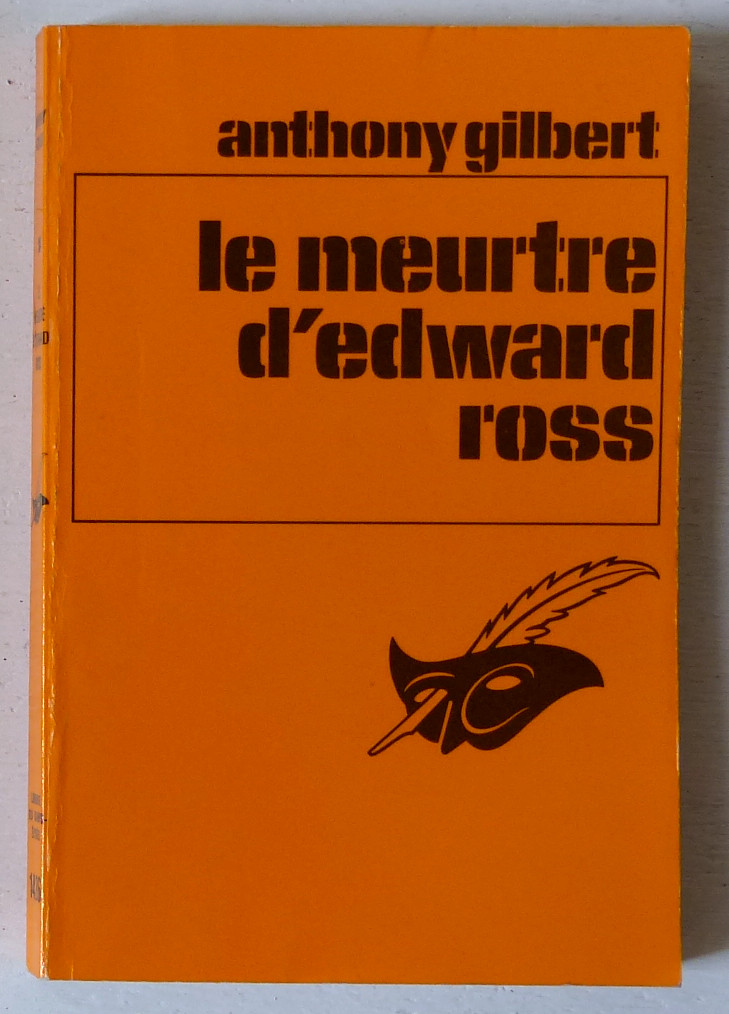 anthony gilbert
le meurtre
d'edward
ross